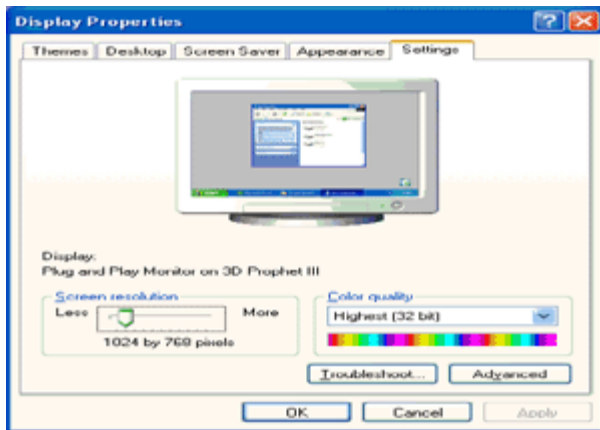 Display Properties
Themes Desktop Screen Saver Appearance Settings
Display:
Plug and Play Monitor on 3D Prophet III
Screen resolution
Less More
1024 by 768 pixels
Color quality
Highest (32 bit)
Troubleshoot... Advanced
OK Cancel Apply